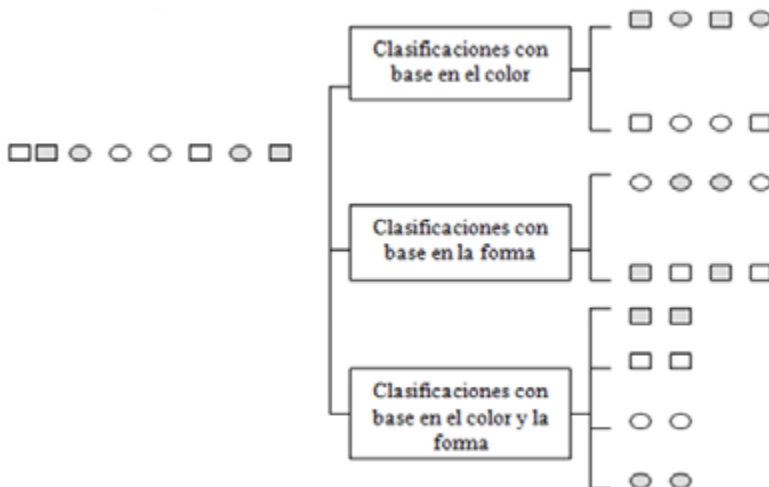 Clasificaciones con
base en el color
Clasificaciones con
base en la forma
Clasificaciones con
base en el color y la
forma